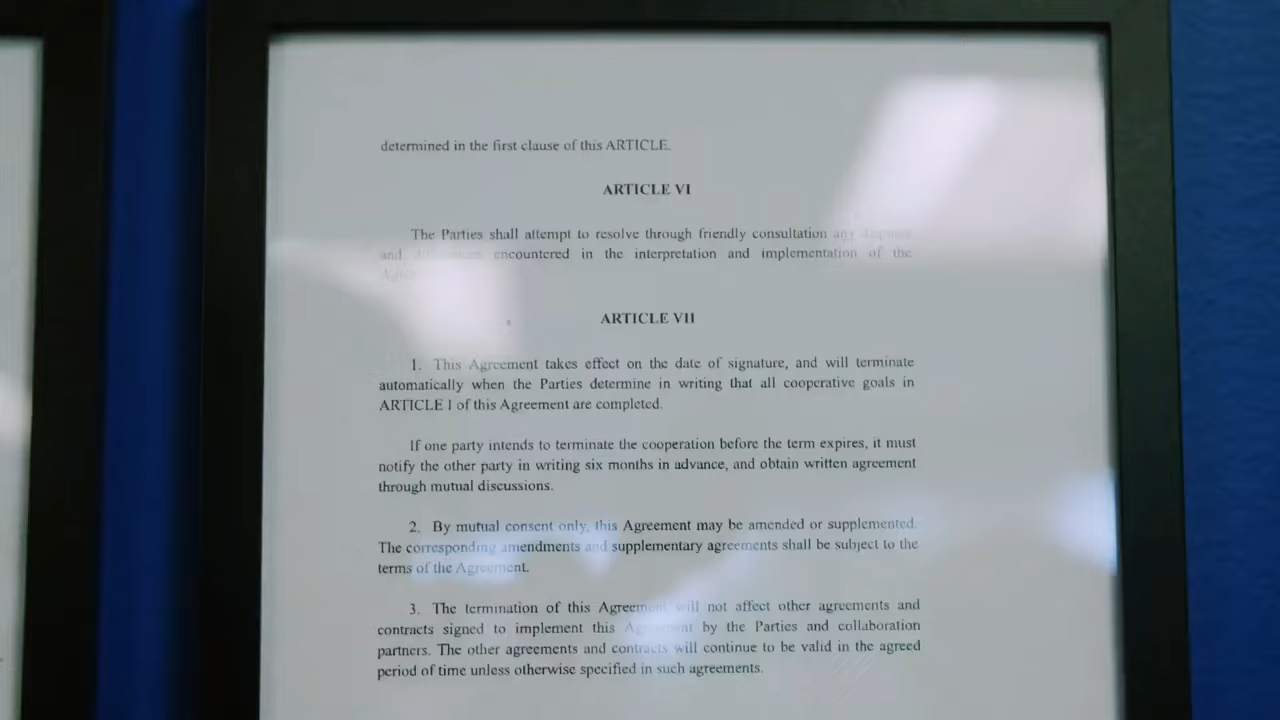 determined in the first clause of this ARTICLE.
ARTICLE VI
The Parties shall attempt to resolve through friendly consultation any disputes
and differences encountered in the interpretation and implementation of the
ARTICLE VII
1. This Agreement takes effect on the date of signature, and will terminate
automatically when the Parties determine in writing that all cooperative goals in
ARTICLE I of this Agreement are completed.
If one party intends to terminate the cooperation before the term expires, it must
notify the other party in writing six months in advance, and obtain written agreement
through mutual discussions.
2. By mutual consent only, this Agreement may be amended or supplemented.
The corresponding amendments and supplementary agreements shall be subject to the
terms of the Agreement.
3. The termination of this Agreement will not affect other agreements and
contracts signed to implement this Agreement by the Parties and collaboration
partners. The other agreements and contracts will continue to be valid in the agreed
period of time unless otherwise specified in such agreements.